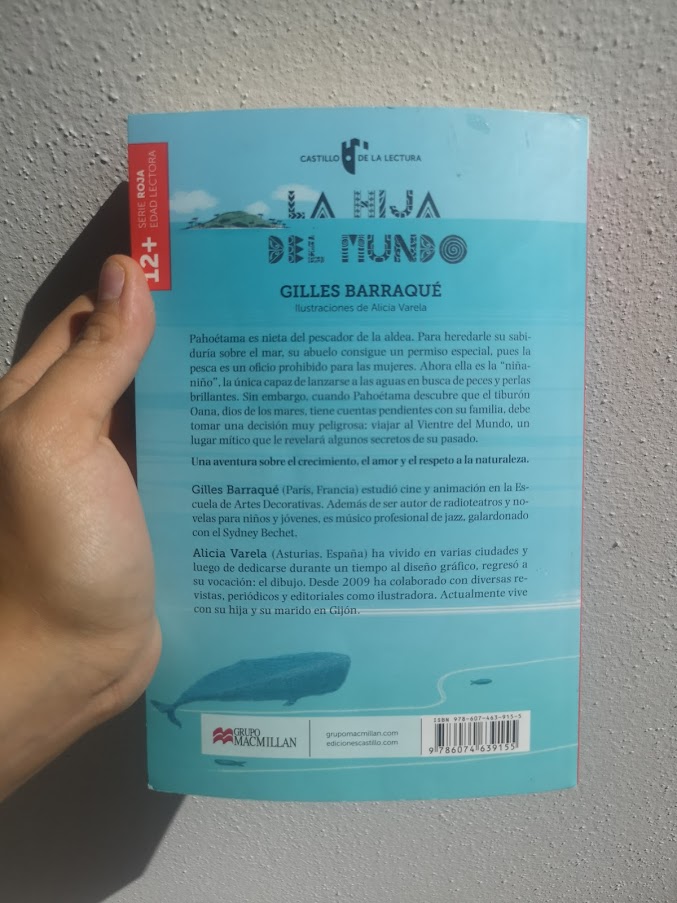 CASTILLO DE LA LECTURA
12+ SERIE ROJA
EDAD LECTORA
LA HIJA
DEL MUNDO
GILLES BARRAQUÉ
Ilustraciones de Alicia Varela
Pahoétama es nieta del pescador de la aldea. Para heredarle su sabi-
duría sobre el mar, su abuelo consigue un permiso especial, pues la
pesca es un oficio prohibido para las mujeres. Ahora ella es la “niña-
niño”, la única capaz de lanzarse a las aguas en busca de peces y perlas
brillantes. Sin embargo, cuando Pahoétama descubre que el tiburón
Oana, dios de los mares, tiene cuentas pendientes con su familia, debe
tomar una decisión muy peligrosa: viajar al Vientre del Mundo, un
lugar mítico que le revelará algunos secretos de su pasado.
Una aventura sobre el crecimiento, el amor y el respeto a la naturaleza.
Gilles Barraqué (París, Francia) estudió cine y animación en la Es-
cuela de Artes Decorativas. Además de ser autor de radioteatros y no-
velas para niños y jóvenes, es músico profesional de jazz, galardonado
con el Sydney Bechet.
Alicia Varela (Asturias, España) ha vivido en varias ciudades y
luego de dedicarse durante un tiempo al diseño gráfico, regresó a
su vocación: el dibujo. Desde 2009 ha colaborado con diversas re-
vistas, periódicos y editoriales como ilustradora. Actualmente vive
con su hija y su marido en Gijón.
GRUPO
MACMILLAN
grupomacmillan.com
edicionescastillo.com
ISBN 978-607-463-915-5
9 786074 639155